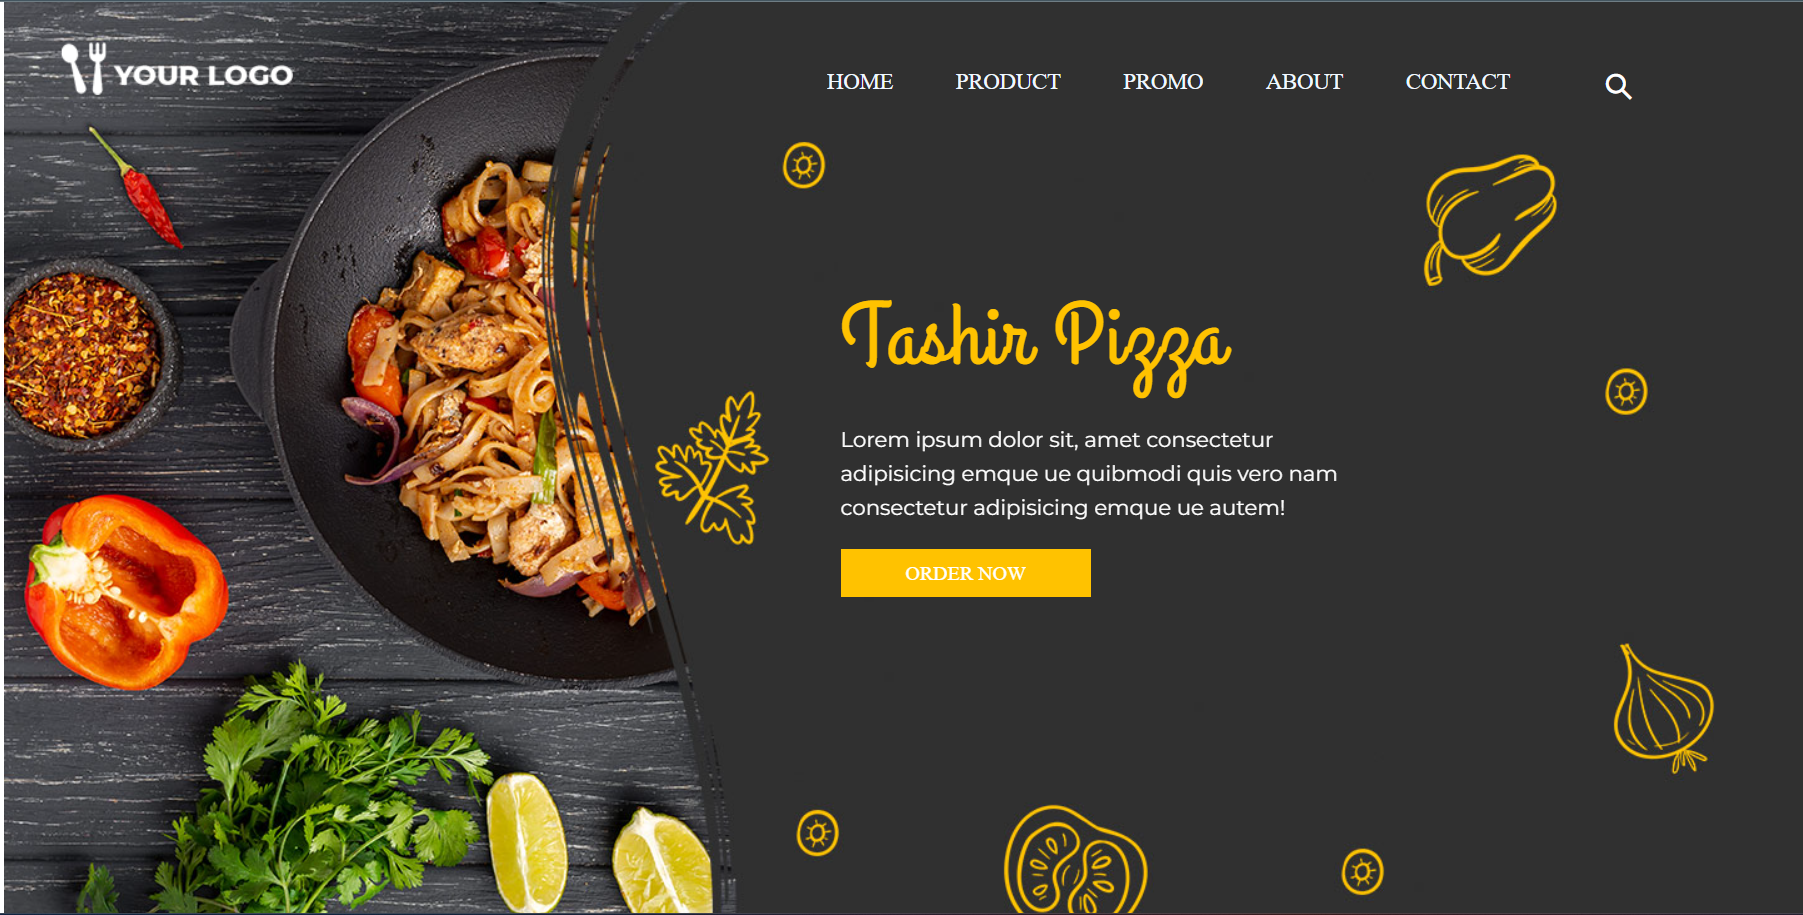 YOUR LOGO
HOME PRODUCT PROMO ABOUT CONTACT
Tashir Pizza
Lorem ipsum dolor sit, amet consectetur
adipisicing emque ue quibmodi quis vero nam
consectetur adipisicing emque ue autem!
ORDER NOW